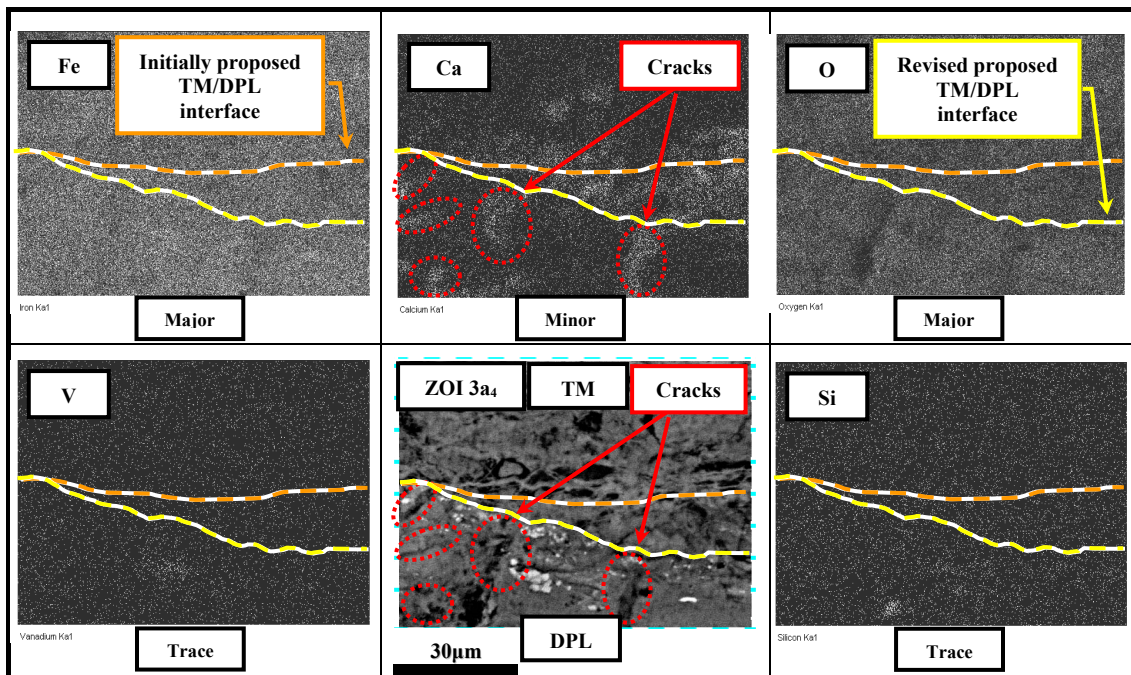 Fe
Initially proposed
TM/DPL
interface
Iron Ka1
Major
Ca
Cracks
Calcium Ka1
Minor
O
Revised proposed
TM/DPL
interface
Oxygen Ka1
Major
V
Vanadium Ka1
Trace
ZOI 3a₄
TM
Cracks
30μm
DPL
Si
Silicon Ka1
Trace